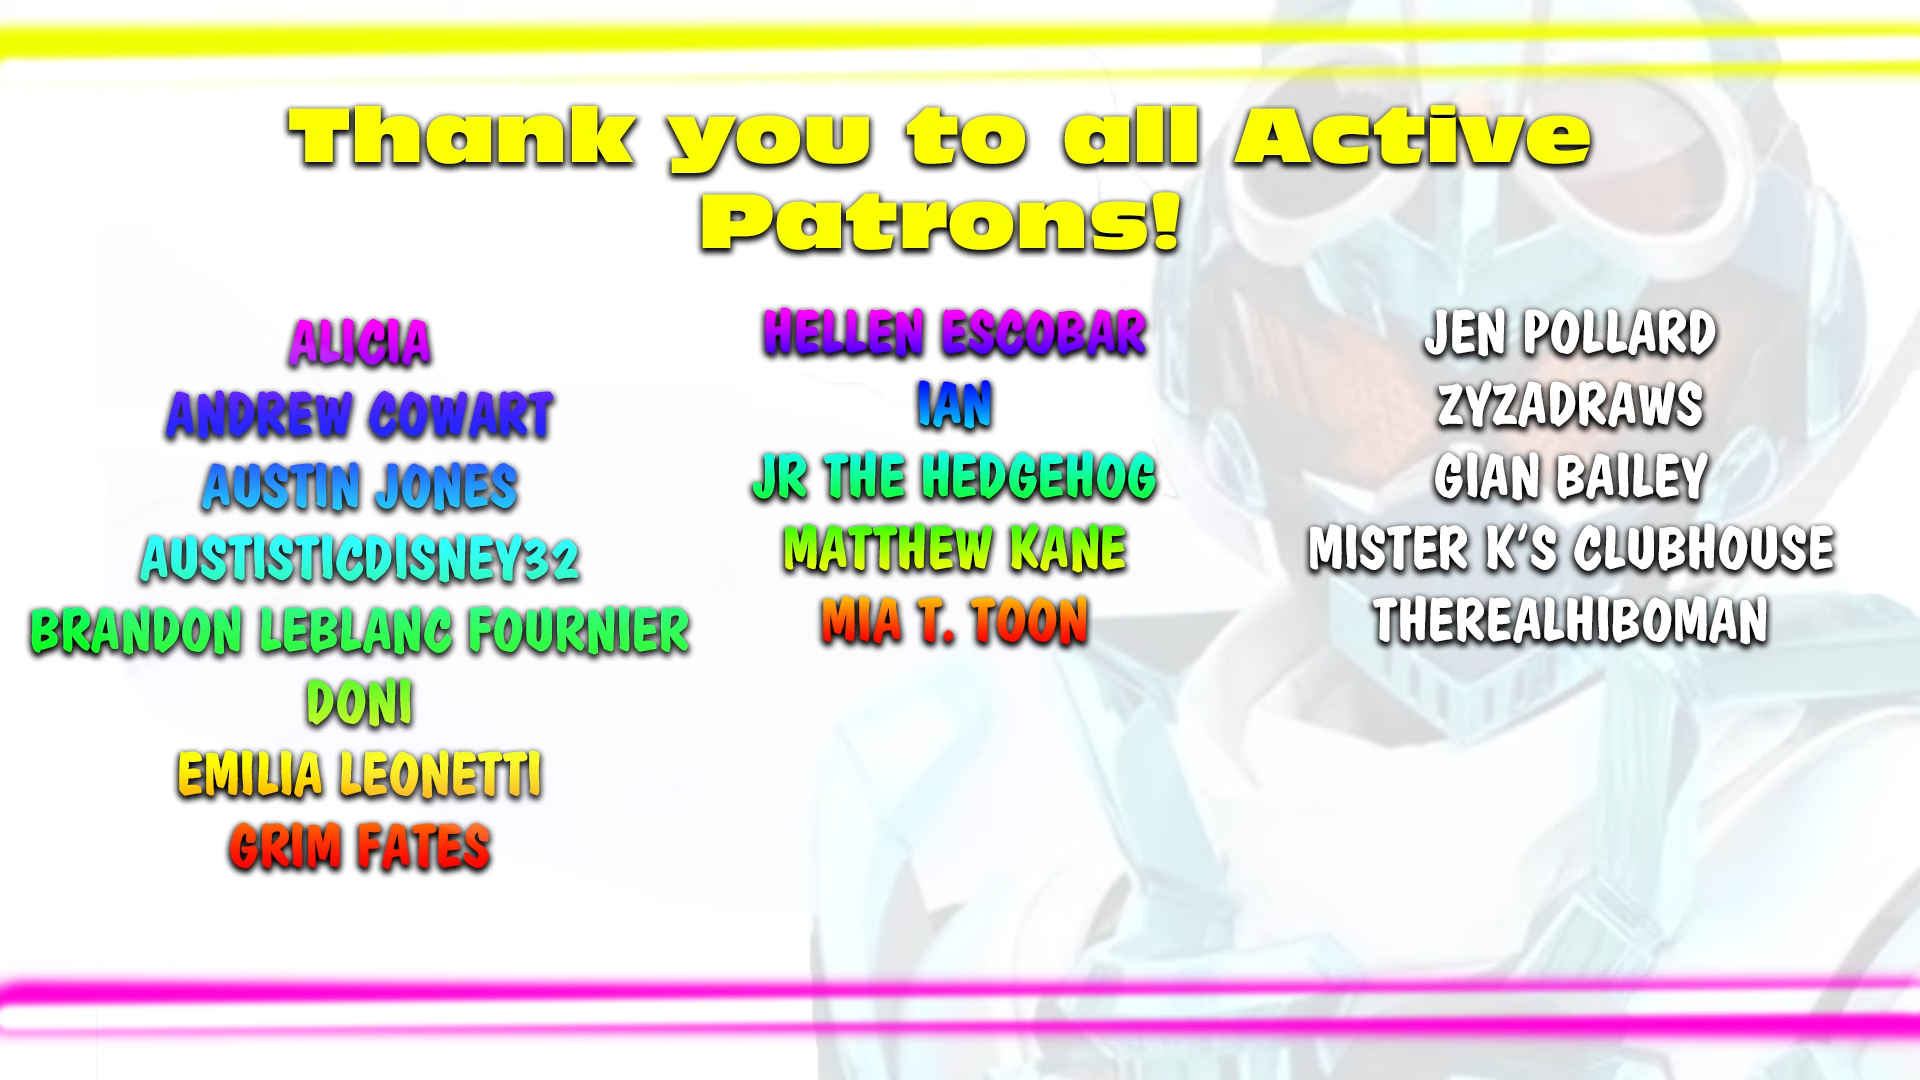 Thank you to all Active
Patrons!
ALICIA
ANDREW COWART
AUSTIN JONES
AUSTISTICDISNEY32
BRANDON LEBLANC FOURNIER
DONI
EMILIA LEONETTI
GRIM FATES
HELLEN ESCOBAR
IAN
JR THE HEDGEHOG
MATTHEW KANE
MIA T. TOON
JEN POLLARD
ZYZADRAWS
GIAN BAILEY
MISTER K'S CLUBHOUSE
THEREALHIBOMAN